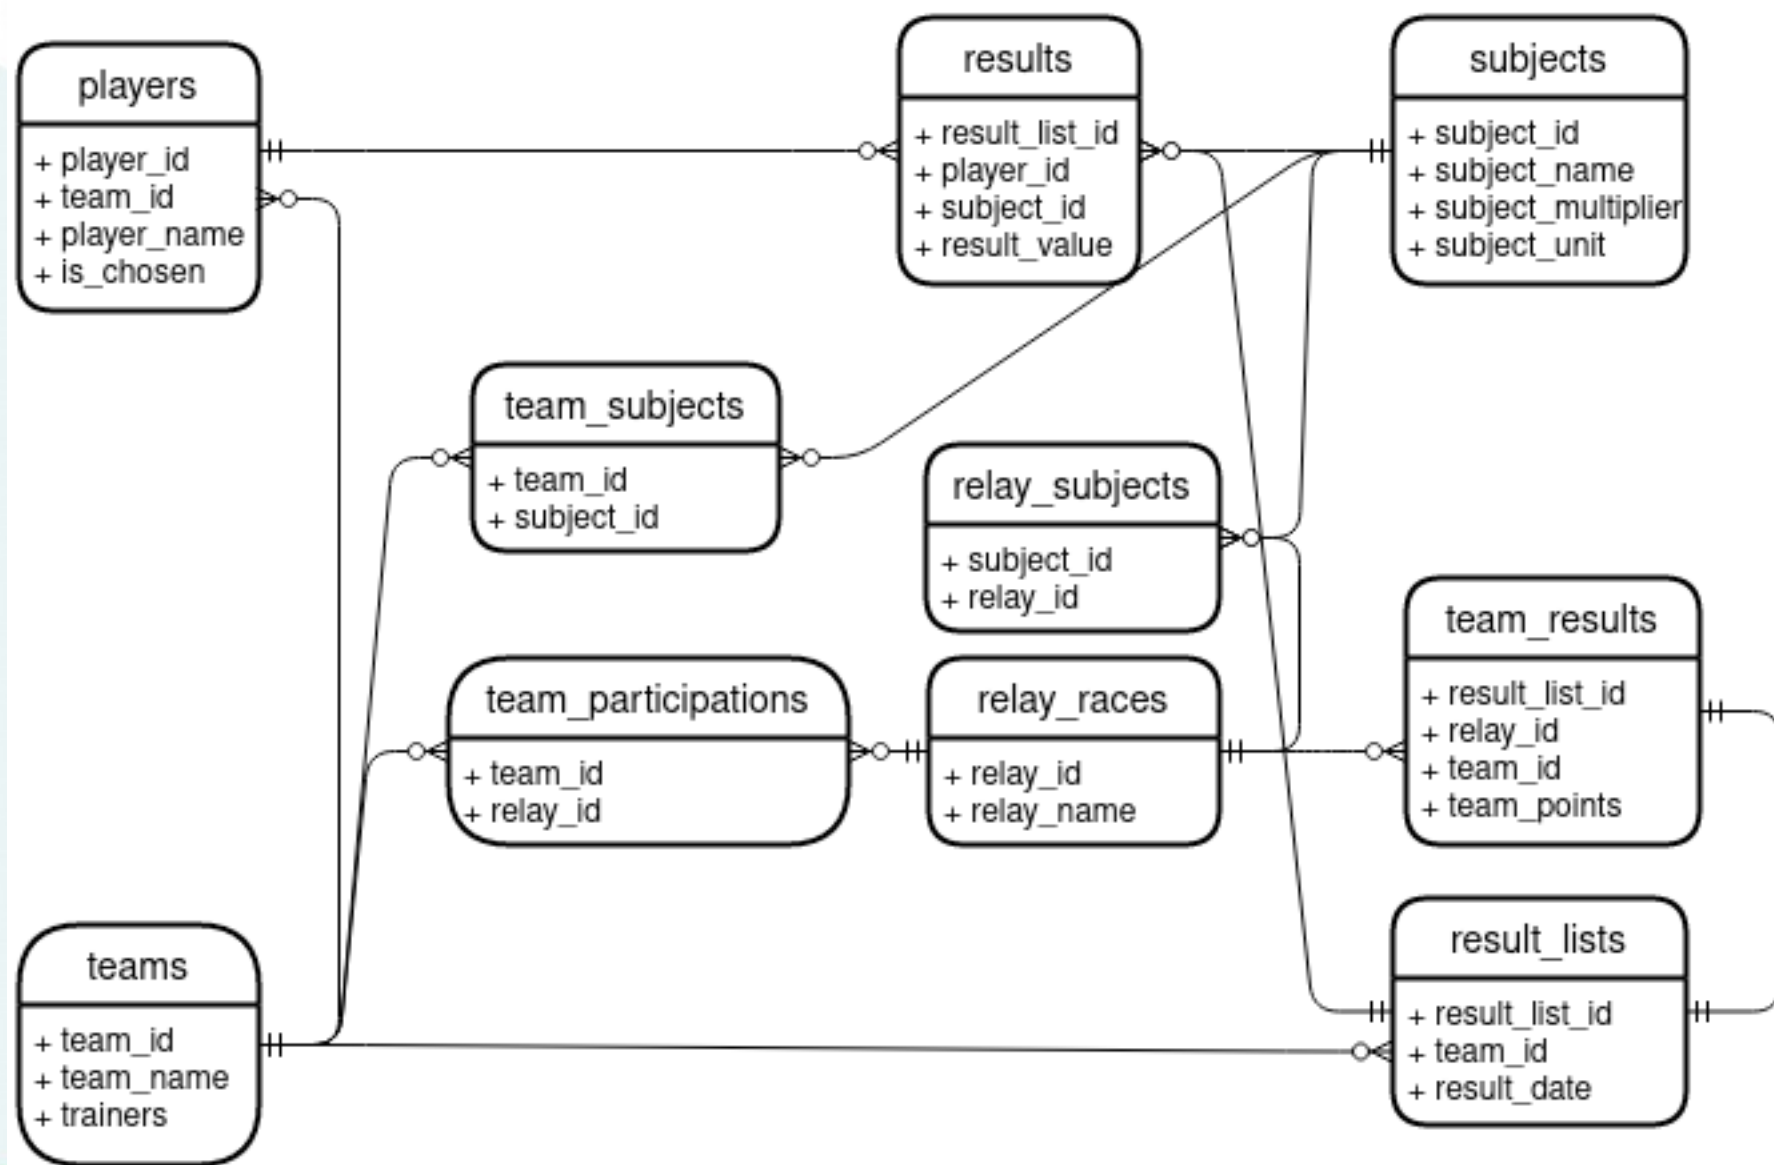 players
+ player_id
+ team_id
+ player_name
+ is_chosen
results
+ result_list_id
+ player_id
+ subject_id
+ result_value
subjects
+ subject_id
+ subject_name
+ subject_multiplier
+ subject_unit
team_subjects
+ team_id
+ subject_id
relay_subjects
+ subject_id
+ relay_id
team_results
+ result_list_id
+ relay_id
+ team_id
+ team_points
team_participations
+ team_id
+ relay_id
relay_races
+ relay_id
+ relay_name
teams
+ team_id
+ team_name
+ trainers
result_lists
+ result_list_id
+ team_id
+ result_date